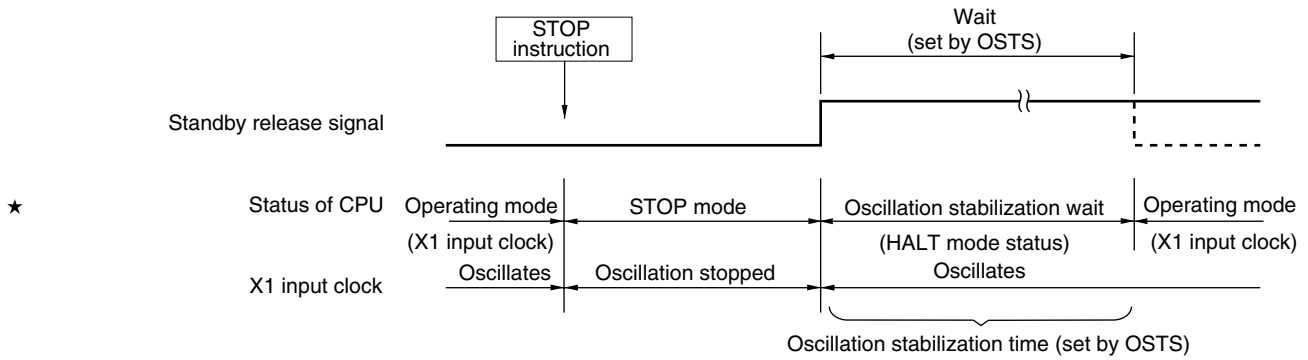 Wait
(set by OSTS)
STOP
instruction
Standby release signal
★ Status of CPU Operating mode STOP mode Oscillation stabilization wait Operating mode
(X1 input clock) (HALT mode status) (X1 input clock)
X1 input clock Oscillates Oscillation stopped Oscillates
Oscillation stabilization time (set by OSTS)